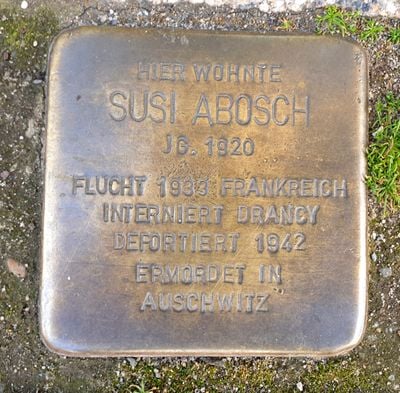 HIER WOHNTE
SUSI ABOSCH
JG. 1920
FLUCHT 1933 FRANKREICH
INTERNIERT DRANCY
DEPORTIERT 1942
ERMORDET IN
AUSCHWITZ